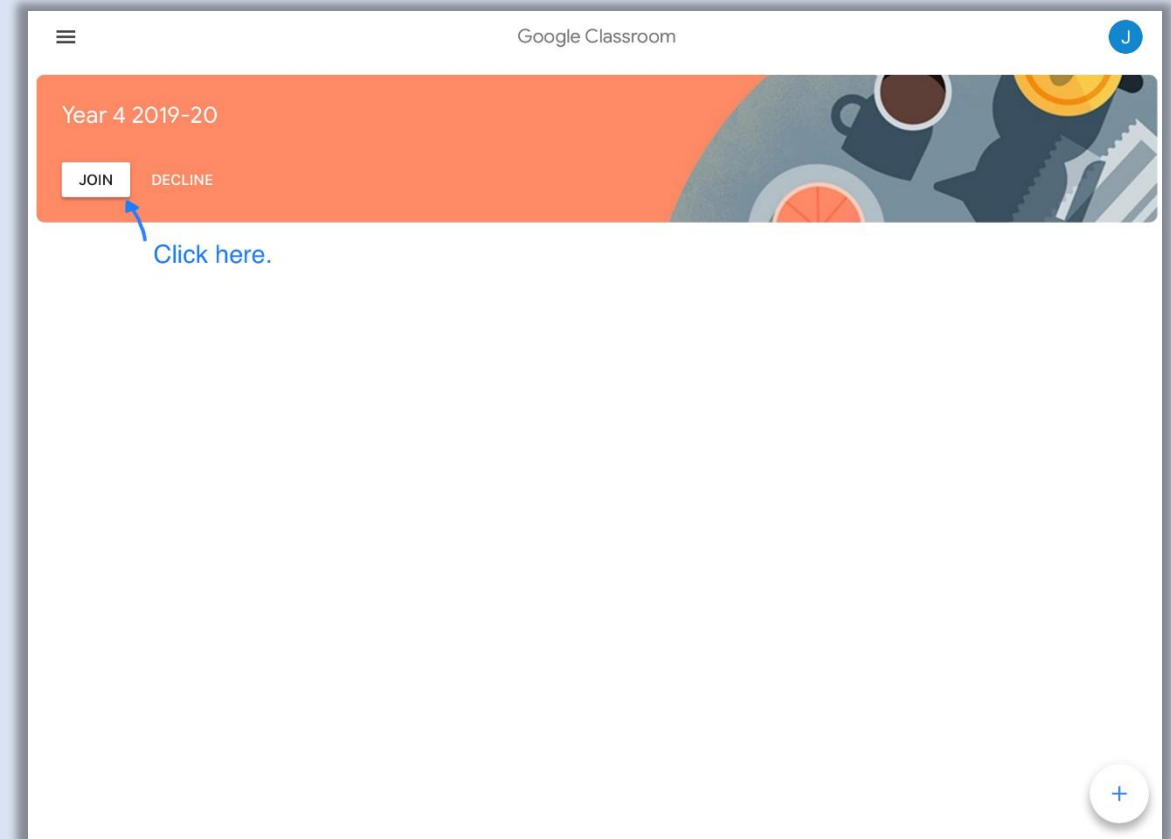 Google Classroom
J
Year 4 2019-20
JOIN DECLINE
Click here.
+